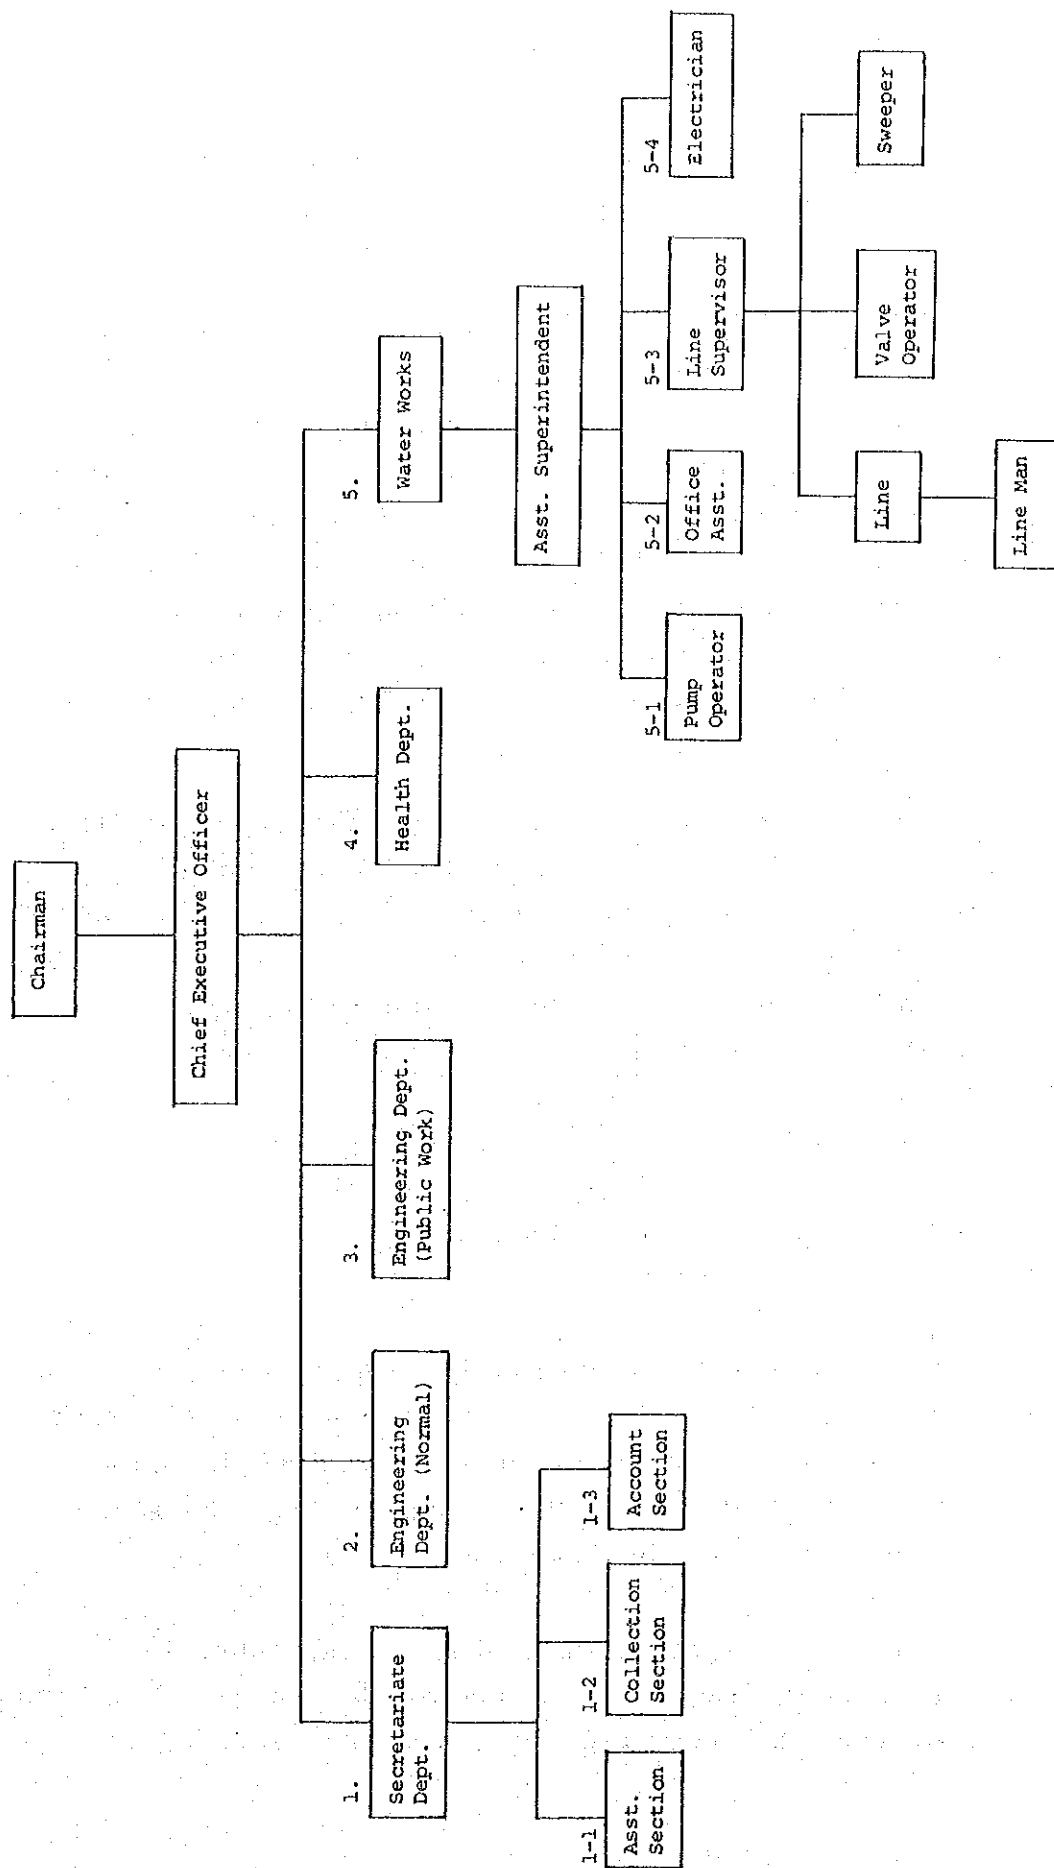 Chairman
Chief Executive Officer
1.
Secretariate
Dept.
2.
Engineering
Dept. (Normal)
3.
Engineering Dept.
(Public Work)
4.
Health Dept.
5.
Water Works
1-1
Asst.
Section
1-2
Collection
Section
1-3
Account
Section
Asst. Superintendent
5-1
Pump
Operator
5-2
Office
Asst.
5-3
Line
Supervisor
5-4
Electrician
Line
Valve
Operator
Sweeper
Line Man